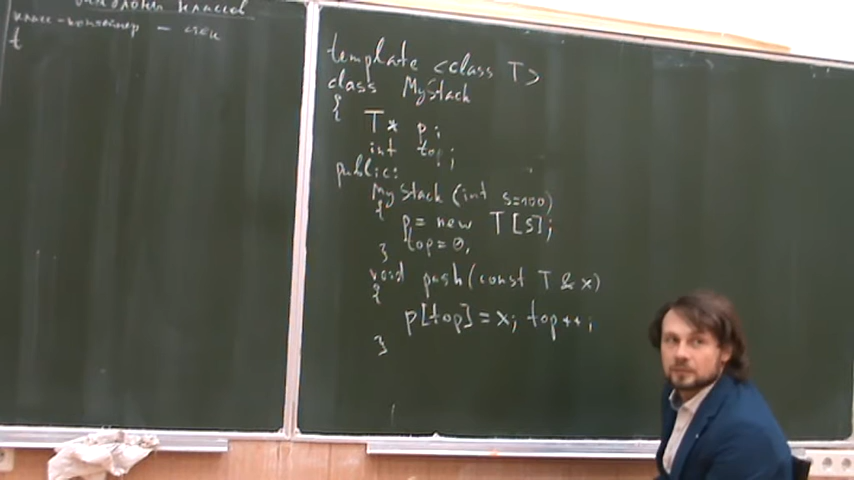 шаблоны классов
класс-контейнер - стек
t
template <class T>
class MyStack
{
T* p;
int top;
public:
MyStack (int s=100)
{
p= new T[s];
top=0;
}
void push(const T & x)
{
p[top]=x; top++;
}